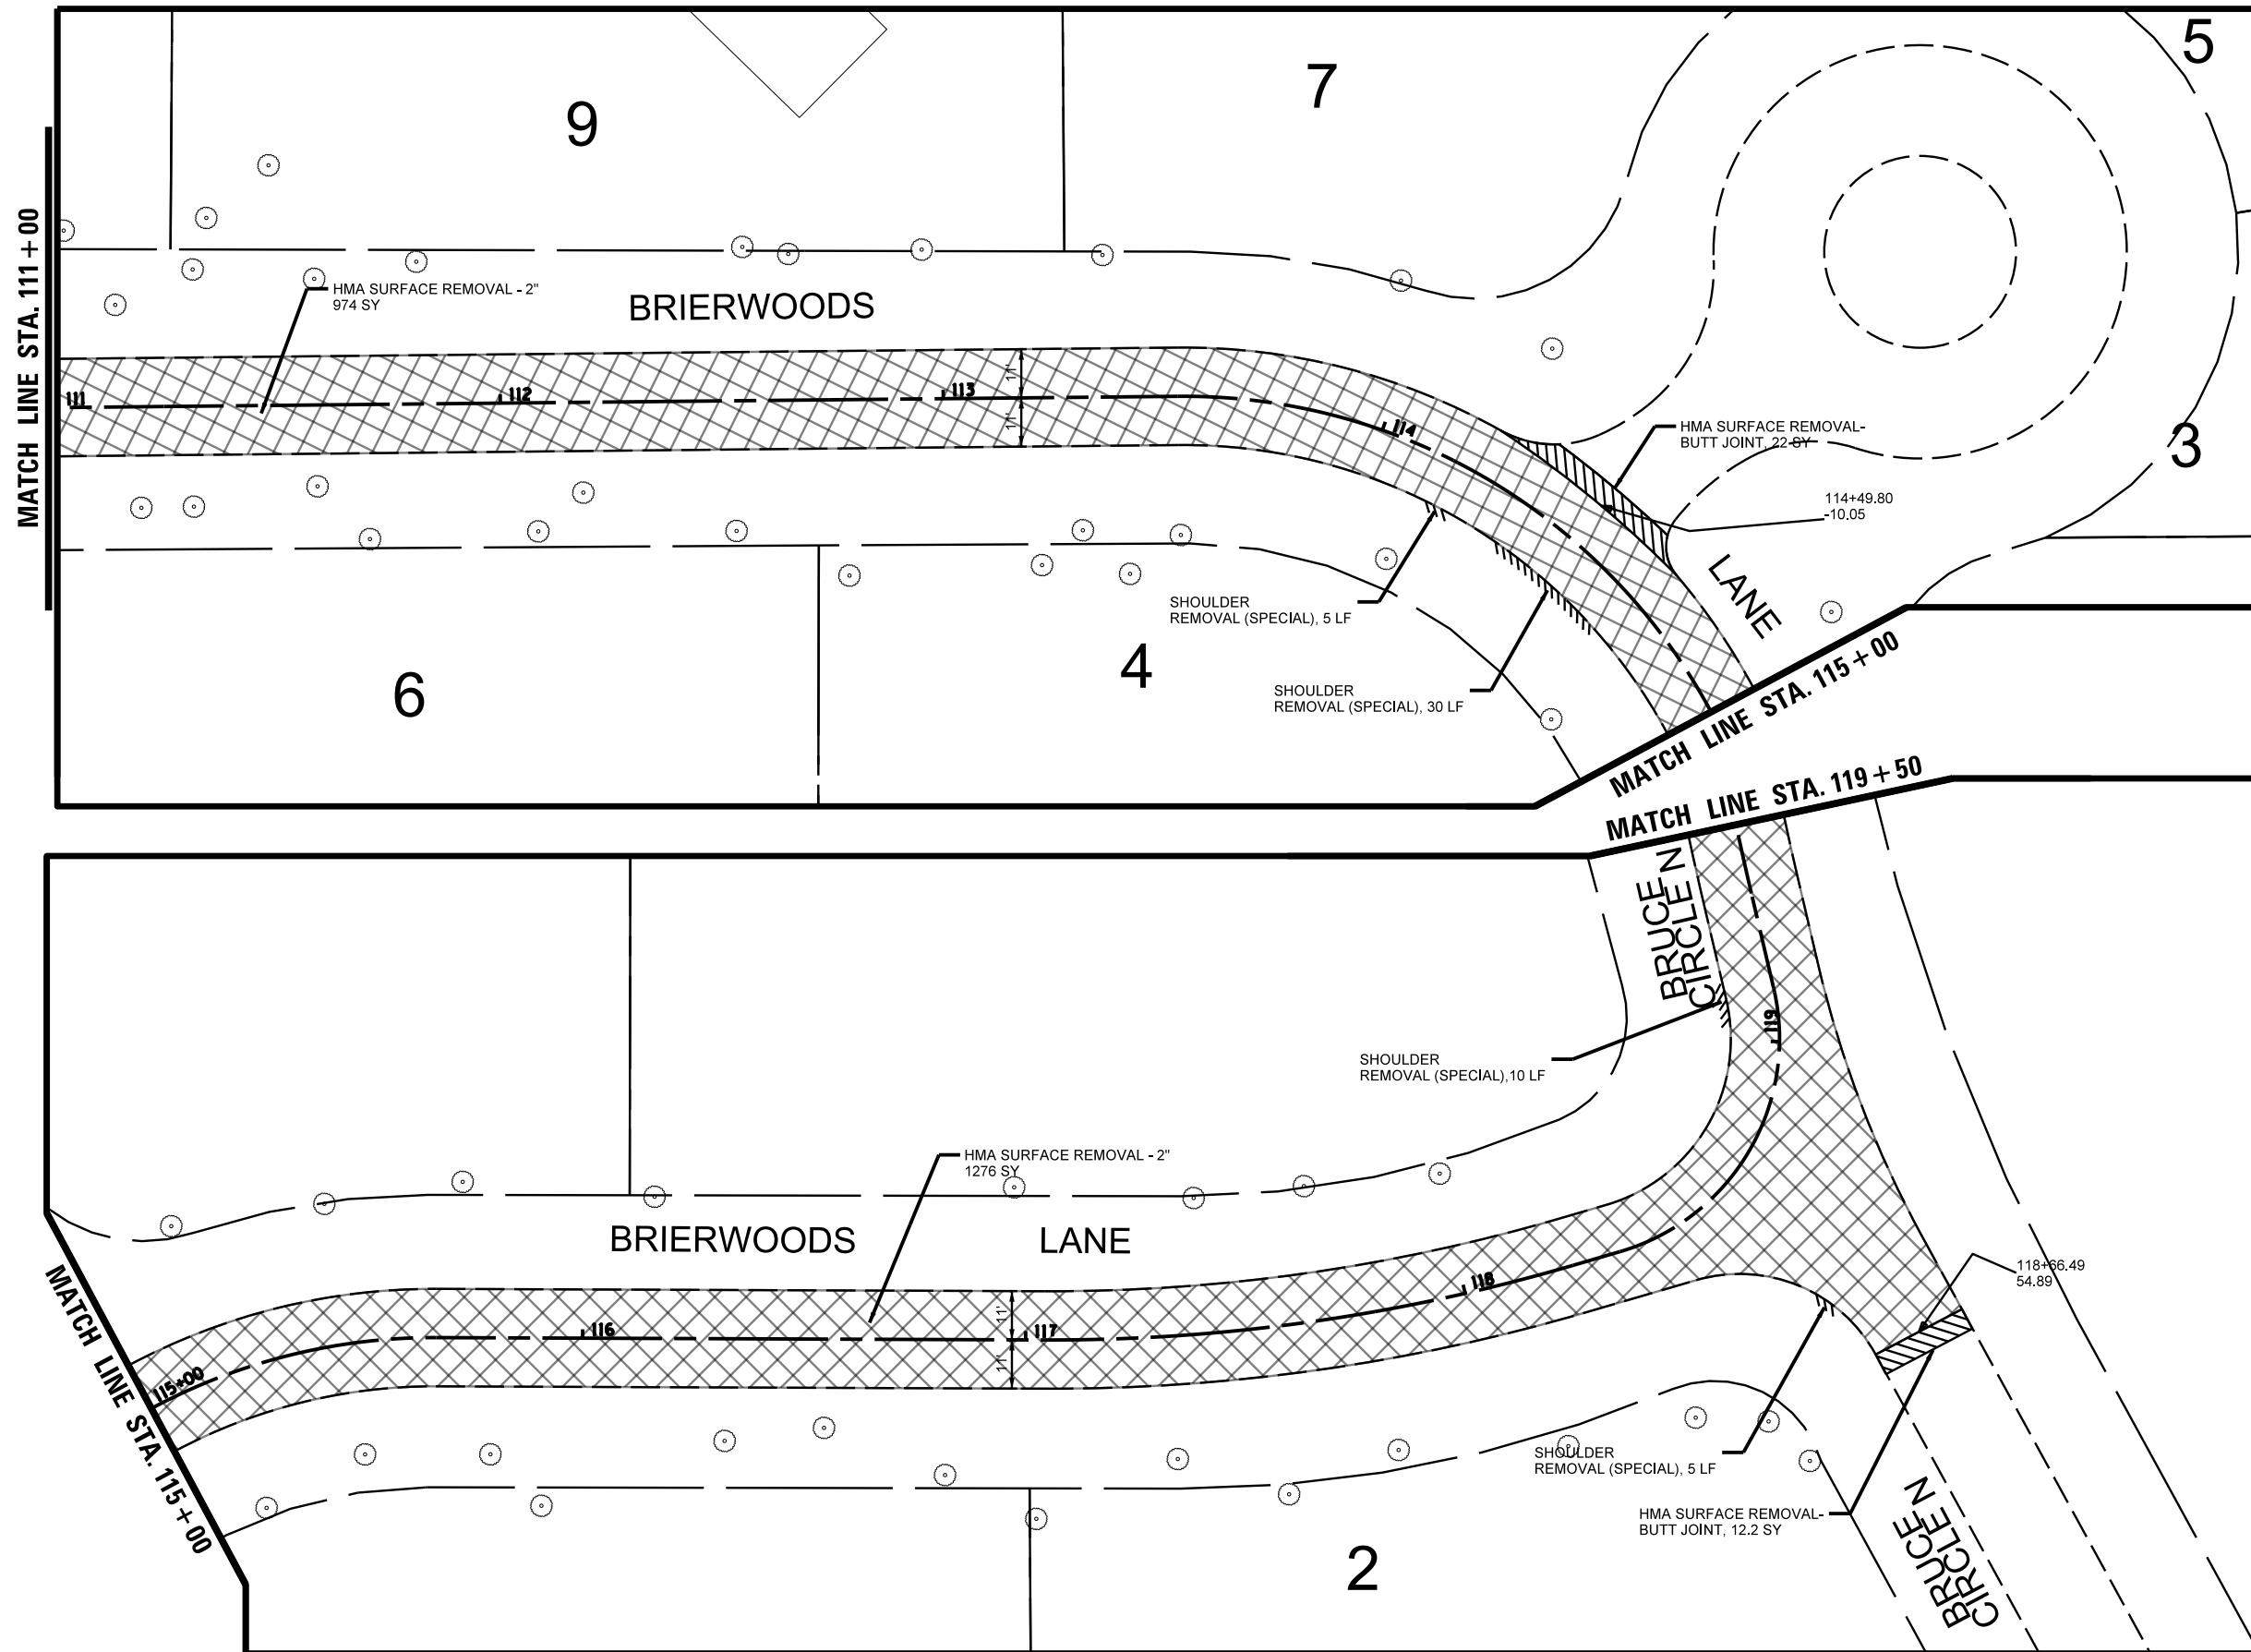 9
7
5
MATCH LINE STA. 111+00
HMA SURFACE REMOVAL - 2"
974 SY
BRIERWOODS
111
112
113
11'
11'
114
HMA SURFACE REMOVAL-
BUTT JOINT, 22 SY
3
114+49.80
-10.05
LANE
SHOULDER
REMOVAL (SPECIAL), 5 LF
SHOULDER
REMOVAL (SPECIAL), 30 LF
6
4
MATCH LINE STA. 115+00
MATCH LINE STA. 119+50
BRUCE
CIRCLE N
119
SHOULDER
REMOVAL (SPECIAL),10 LF
HMA SURFACE REMOVAL - 2"
1276 SY
BRIERWOODS LANE
118+66.49
54.89
115+00
116
117
118
11'
11'
MATCH LINE STA. 115+00
SHOULDER
REMOVAL (SPECIAL), 5 LF
HMA SURFACE REMOVAL-
BUTT JOINT, 12.2 SY
2
BRUCE N
CIRCLE N